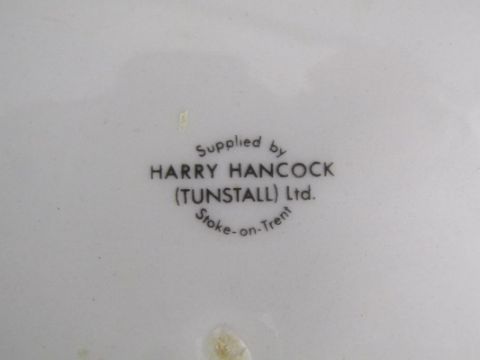 Supplied by
HARRY HANCOCK
(TUNSTALL) Ltd.
Stoke-on-Trent